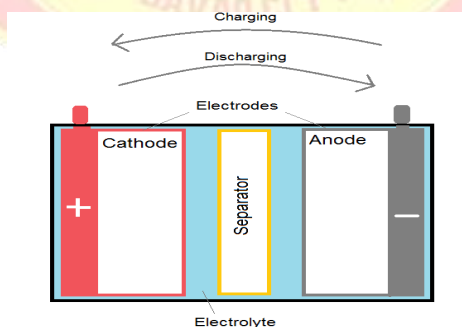 Charging
Discharging
Electrodes
Cathode
Anode
+
Separator
−
Electrolyte